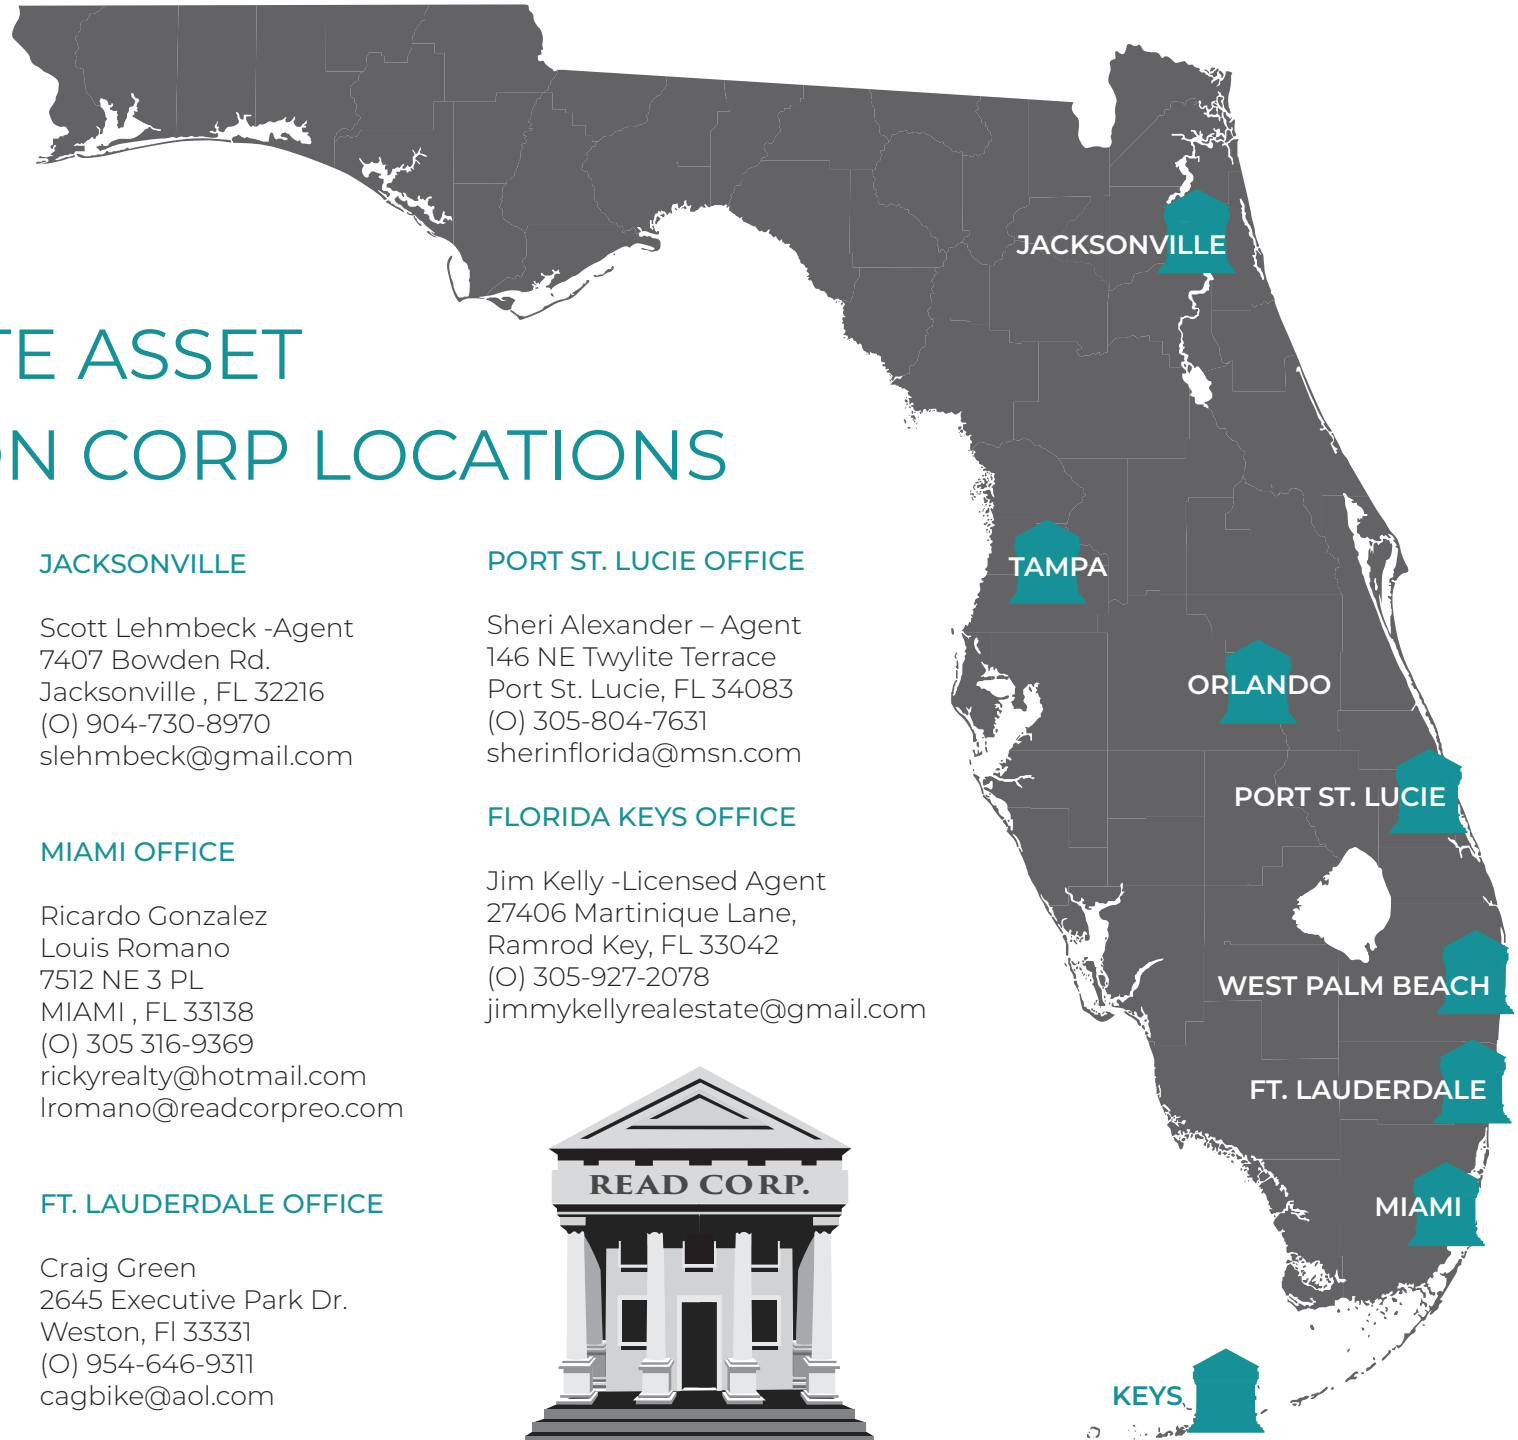 TE ASSET
ON CORP LOCATIONS
JACKSONVILLE
Scott Lehmbeck -Agent
7407 Bowden Rd.
Jacksonville , FL 32216
(O) 904-730-8970
slehmbeck@gmail.com
MIAMI OFFICE
Ricardo Gonzalez
Louis Romano
7512 NE 3 PL
MIAMI , FL 33138
(O) 305 316-9369
rickyrealty@hotmail.com
lromano@readcorpreo.com
FT. LAUDERDALE OFFICE
Craig Green
2645 Executive Park Dr.
Weston, Fl 33331
(O) 954-646-9311
cagbike@aol.com
PORT ST. LUCIE OFFICE
Sheri Alexander – Agent
146 NE Twylite Terrace
Port St. Lucie, FL 34083
(O) 305-804-7631
sherinflorida@msn.com
FLORIDA KEYS OFFICE
Jim Kelly -Licensed Agent
27406 Martinique Lane,
Ramrod Key, FL 33042
(O) 305-927-2078
jimmykellyrealestate@gmail.com
READ CORP.
JACKSONVILLE
TAMPA
ORLANDO
PORT ST. LUCIE
WEST PALM BEACH
FT. LAUDERDALE
MIAMI
KEYS